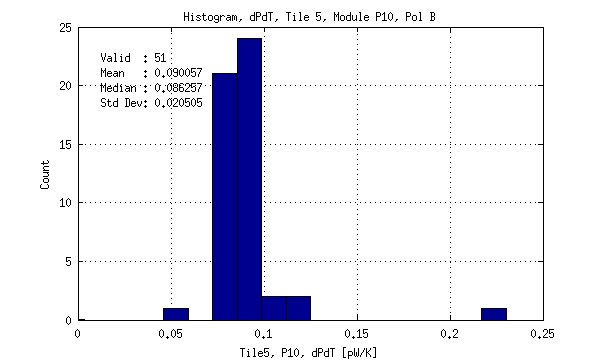 Histogram, dPdT, Tile 5, Module P10, Pol B
25
20
15
10
5
0
Count
Valid : 51
Mean : 0.090057
Median : 0.086257
Std Dev: 0.020505
0 0.05 0.1 0.15 0.2 0.25
Tile5, P10, dPdT [pW/K]